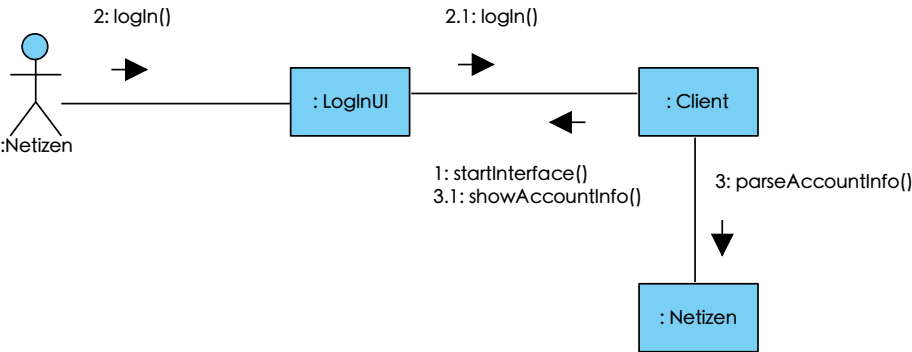 2: logIn()
2.1: logIn()
: LogInUI
: Client
:Netizen
1: startInterface()
3.1: showAccountInfo()
3: parseAccountInfo()
: Netizen